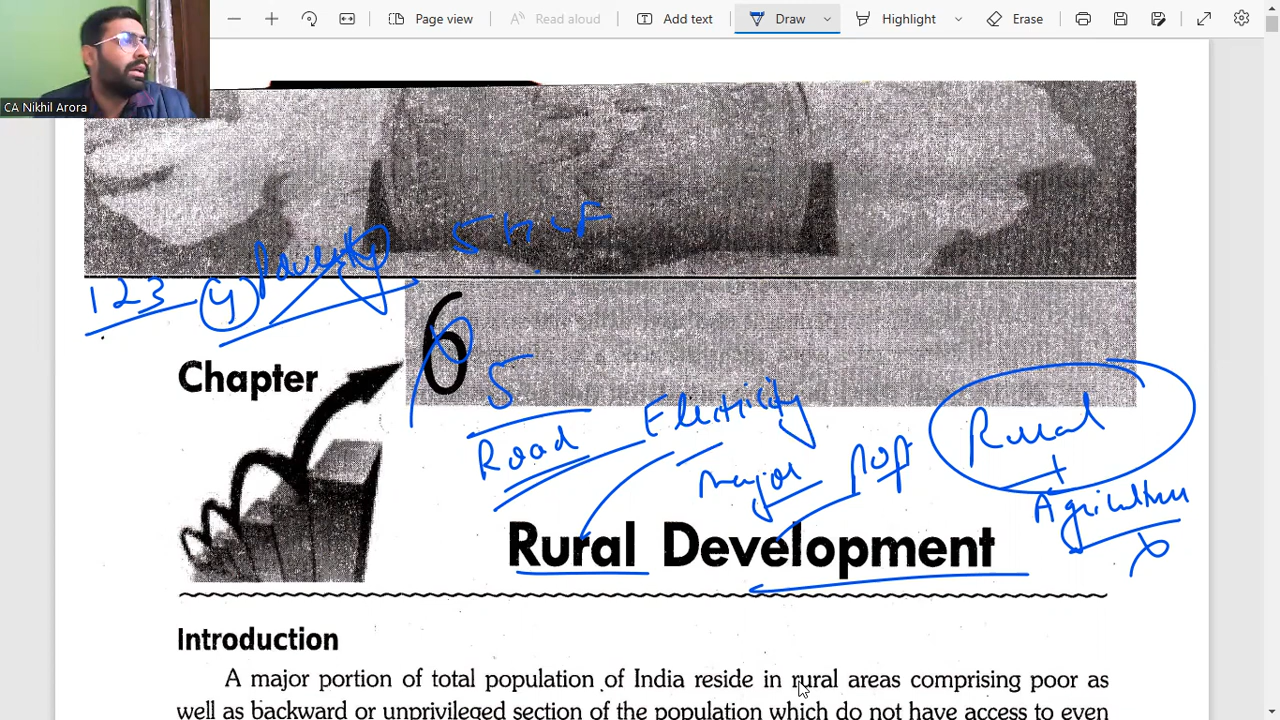 Page view
Read aloud
Add text
Draw
Highlight
Erase
CA Nikhil Arora
123 4 Poverty
5 HCF
Chapter
6
5
Road
Electricity
major pop
Rural
+
Agriculture
Rural Development
Introduction
A major portion of total population of India reside in rural areas comprising poor as
well as backward or unprivileged section of the population which do not have access to even